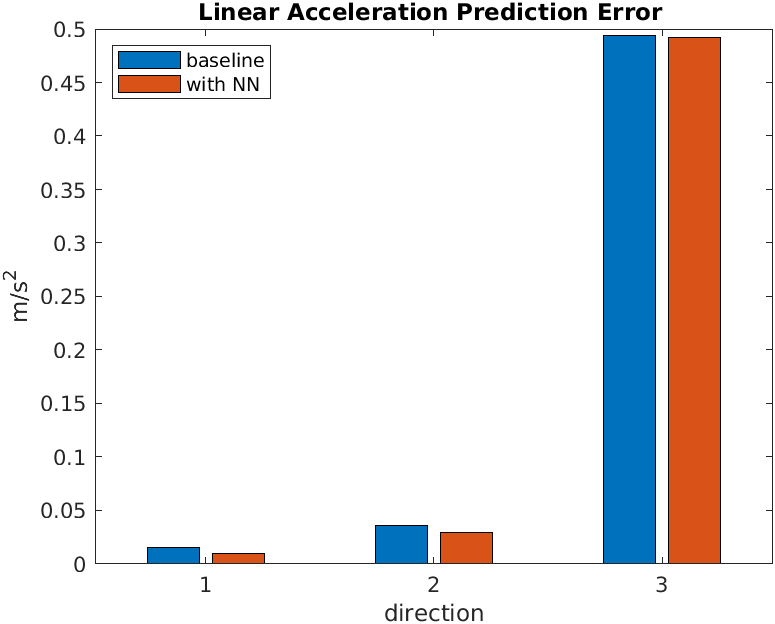 Linear Acceleration Prediction Error
baseline
with NN
0.5
0.45
0.4
0.35
0.3
0.25
0.2
0.15
0.1
0.05
0
m/s²
1 2 3
direction